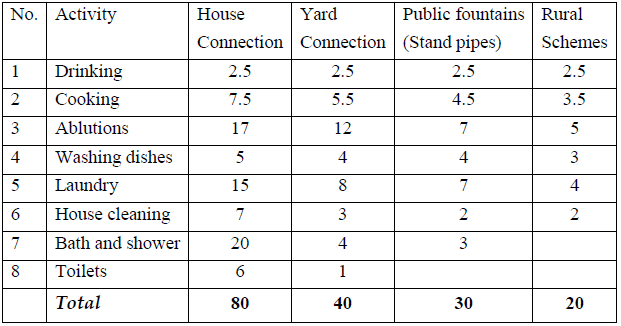 No. Activity House Connection Yard Connection Public fountains (Stand pipes) Rural Schemes
1 Drinking 2.5 2.5 2.5 2.5
2 Cooking 7.5 5.5 4.5 3.5
3 Ablutions 17 12 7 5
4 Washing dishes 5 4 4 3
5 Laundry 15 8 7 4
6 House cleaning 7 3 2 2
7 Bath and shower 20 4 3
8 Toilets 6 1
Total 80 40 30 20